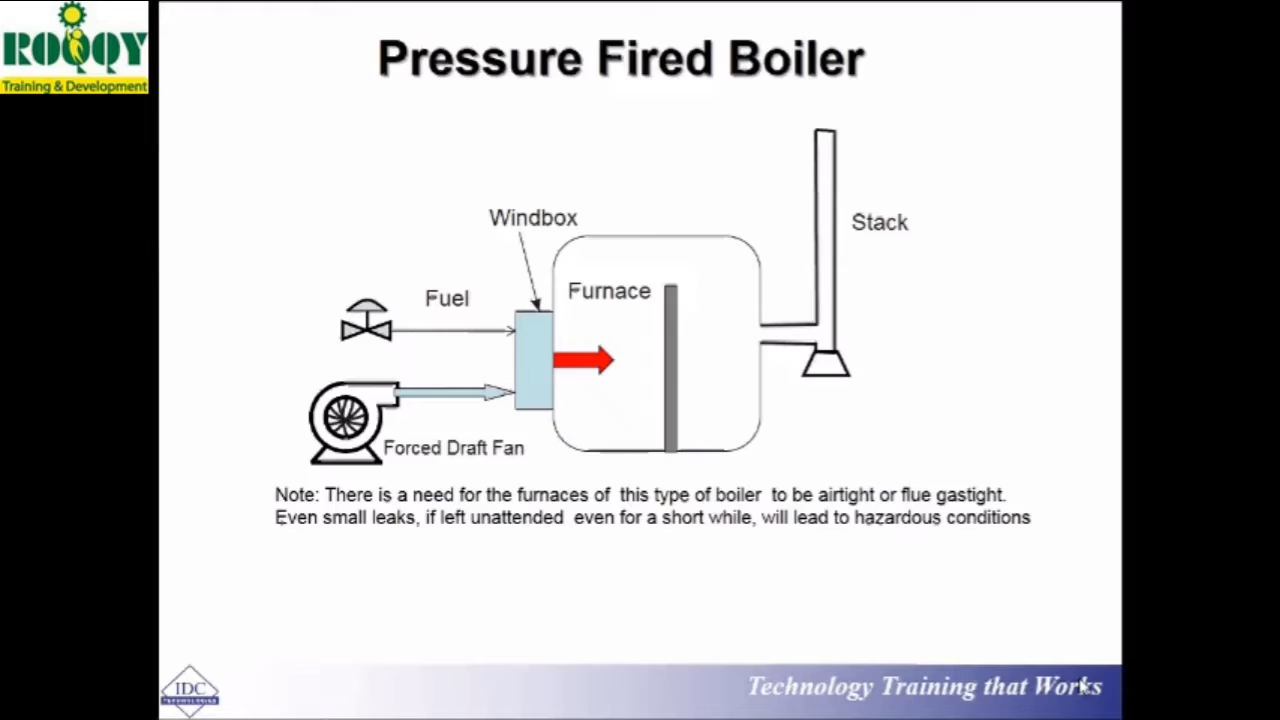 ROQQY
Training & Development
Pressure Fired Boiler
Windbox
Stack
Fuel
Furnace
Forced Draft Fan
Note: There is a need for the furnaces of this type of boiler to be airtight or flue gastight.
Even small leaks, if left unattended even for a short while, will lead to hazardous conditions
IDC
TECHNOLOGIES
Technology Training that Works